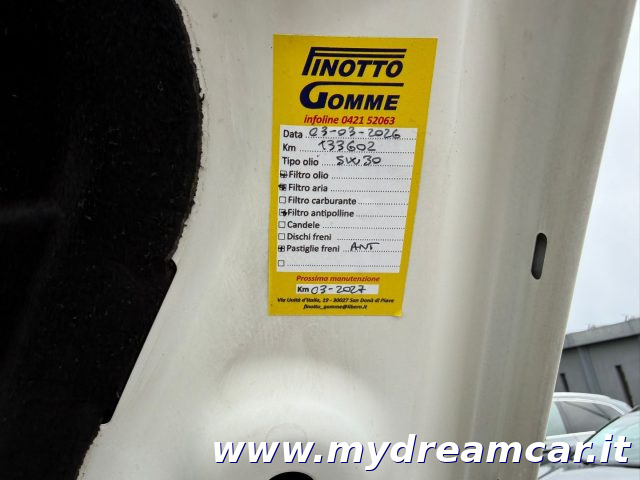 FINOTTO
GOMME
infoline 0421 52063
Data 03-03-2026
Km 133602
Tipo olio 5W30
Filtro olio
Filtro aria
Filtro carburante
Filtro antipolline
Candele
Dischi freni
Pastiglie freni ANT
Prossima manutenzione
Km 03-2027
Via Unità d'Italia, 19 - 30027 San Donà di Piave
finotto_gomme@libero.it
www.mydreamcar.it